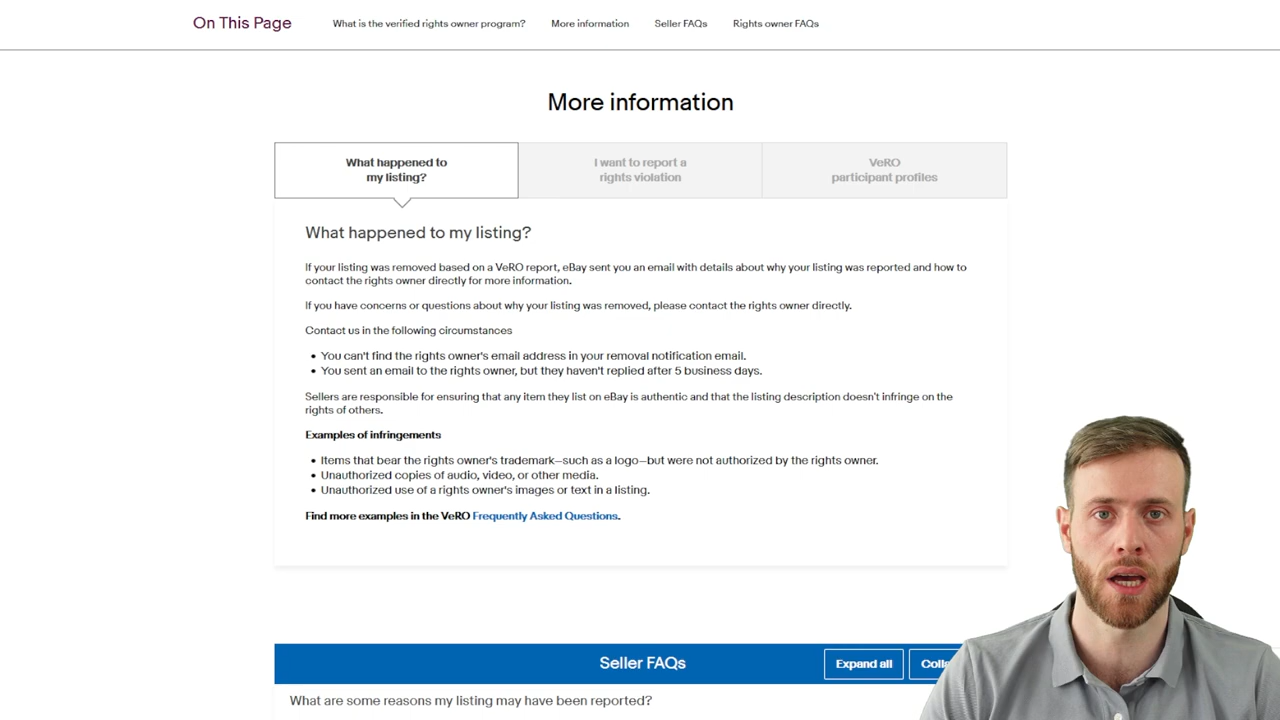 On This Page
What is the verified rights owner program?
More information
Seller FAQs
Rights owner FAQs
More information
What happened to
my listing?
I want to report a
rights violation
VeRO
participant profiles
What happened to my listing?
If your listing was removed based on a VeRO report, eBay sent you an email with details about why your listing was reported and how to
contact the rights owner directly for more information.
If you have concerns or questions about why your listing was removed, please contact the rights owner directly.
Contact us in the following circumstances
• You can't find the rights owner's email address in your removal notification email.
• You sent an email to the rights owner, but they haven't replied after 5 business days.
Sellers are responsible for ensuring that any item they list on eBay is authentic and that the listing description doesn't infringe on the
rights of others.
Examples of infringements
• Items that bear the rights owner's trademark—such as a logo—but were not authorized by the rights owner.
• Unauthorized copies of audio, video, or other media.
• Unauthorized use of a rights owner's images or text in a listing.
Find more examples in the VeRO Frequently Asked Questions.
Seller FAQs
Expand all
What are some reasons my listing may have been reported?